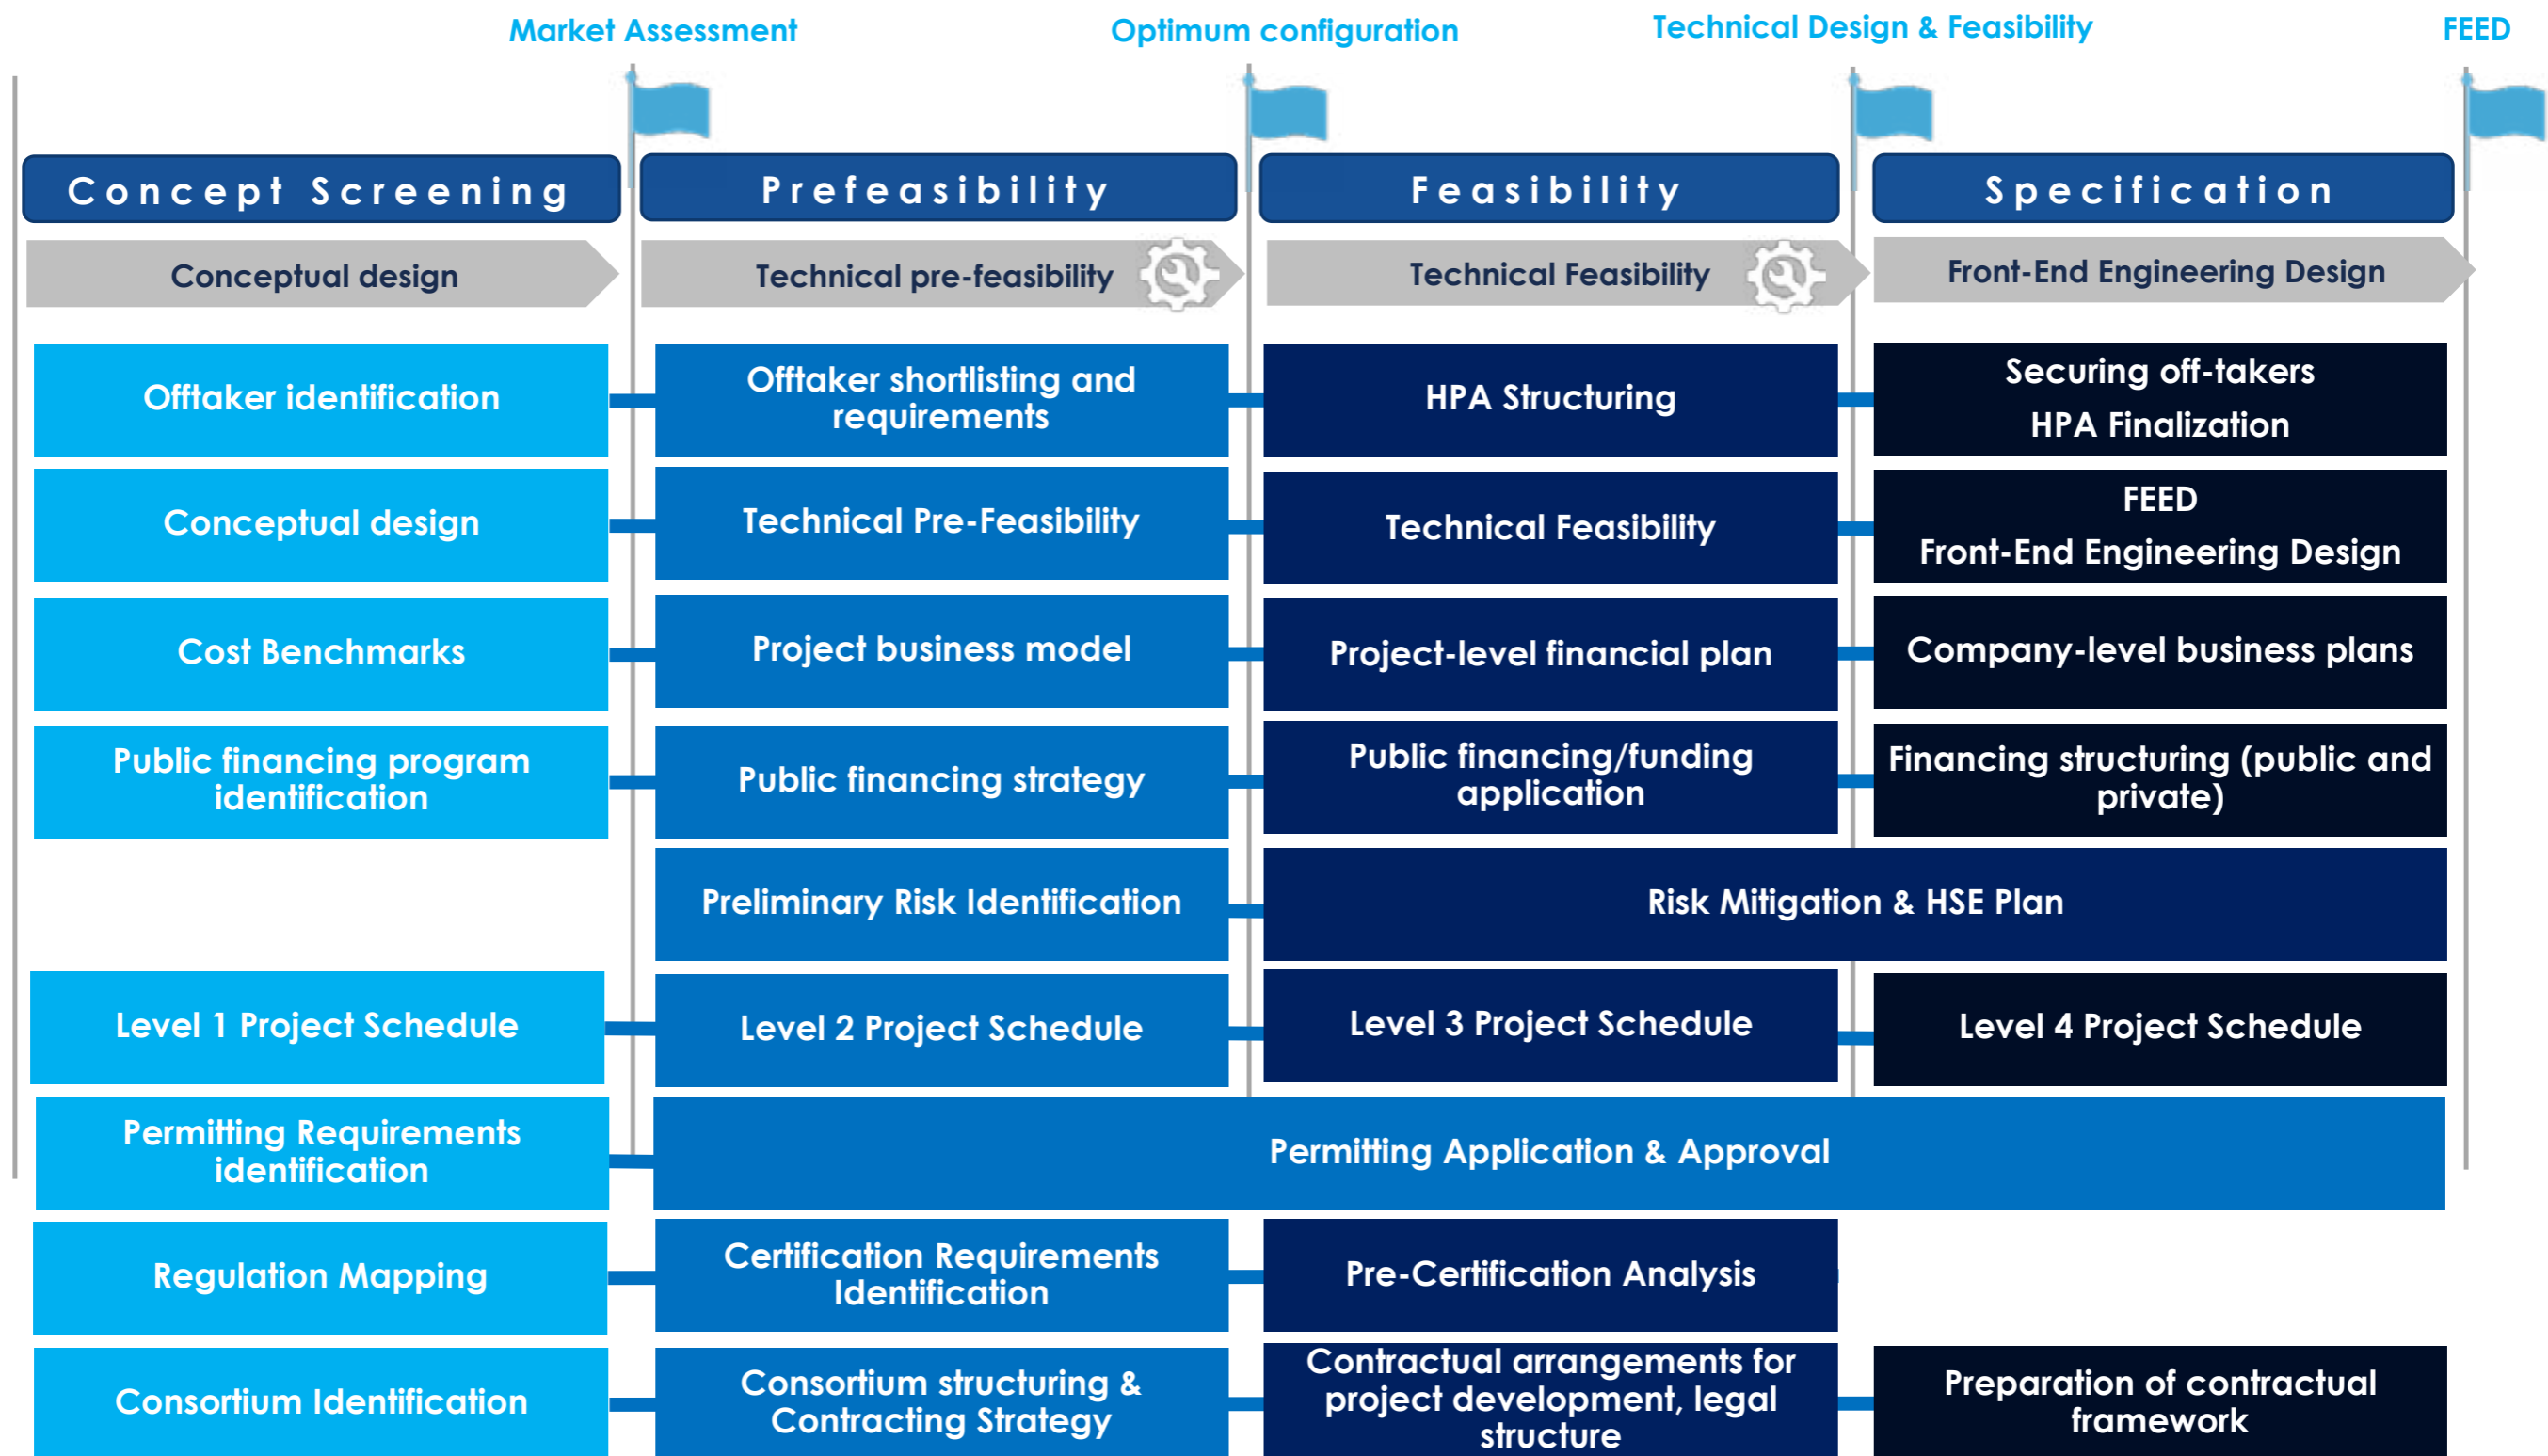 Market Assessment
Optimum configuration
Technical Design & Feasibility
FEED
Concept Screening
Prefeasibility
Feasibility
Specification
Conceptual design
Technical pre-feasibility
Technical Feasibility
Front-End Engineering Design
Offtaker identification
Offtaker shortlisting and
requirements
HPA Structuring
Securing off-takers
HPA Finalization
Conceptual design
Technical Pre-Feasibility
Technical Feasibility
FEED
Front-End Engineering Design
Cost Benchmarks
Project business model
Project-level financial plan
Company-level business plans
Public financing program
identification
Public financing strategy
Public financing/funding
application
Financing structuring (public and
private)
Preliminary Risk Identification
Risk Mitigation & HSE Plan
Level 1 Project Schedule
Level 2 Project Schedule
Level 3 Project Schedule
Level 4 Project Schedule
Permitting Requirements
identification
Permitting Application & Approval
Regulation Mapping
Certification Requirements
Identification
Pre-Certification Analysis
Consortium Identification
Consortium structuring &
Contracting Strategy
Contractual arrangements for
project development, legal
structure
Preparation of contractual
framework